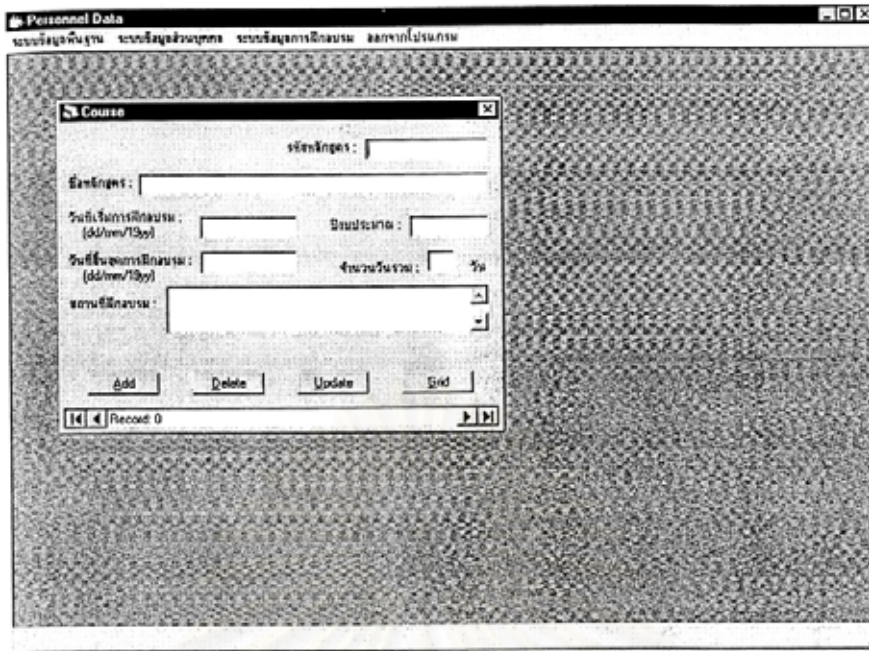 Personnel Data
ระบบข้อมูลพื้นฐาน ระบบข้อมูลส่วนบุคคล ระบบข้อมูลการฝึกอบรม ออกจากโปรแกรม
Course
รหัสหลักสูตร :
ชื่อหลักสูตร :
วันที่เริ่มการฝึกอบรม :
(dd/mm/19yy)
ปีงบประมาณ :
วันที่สิ้นสุดการฝึกอบรม :
(dd/mm/19yy)
จำนวนวันรวม : วัน
สถานที่ฝึกอบรม :
Add Delete Update Grid
Record: 0